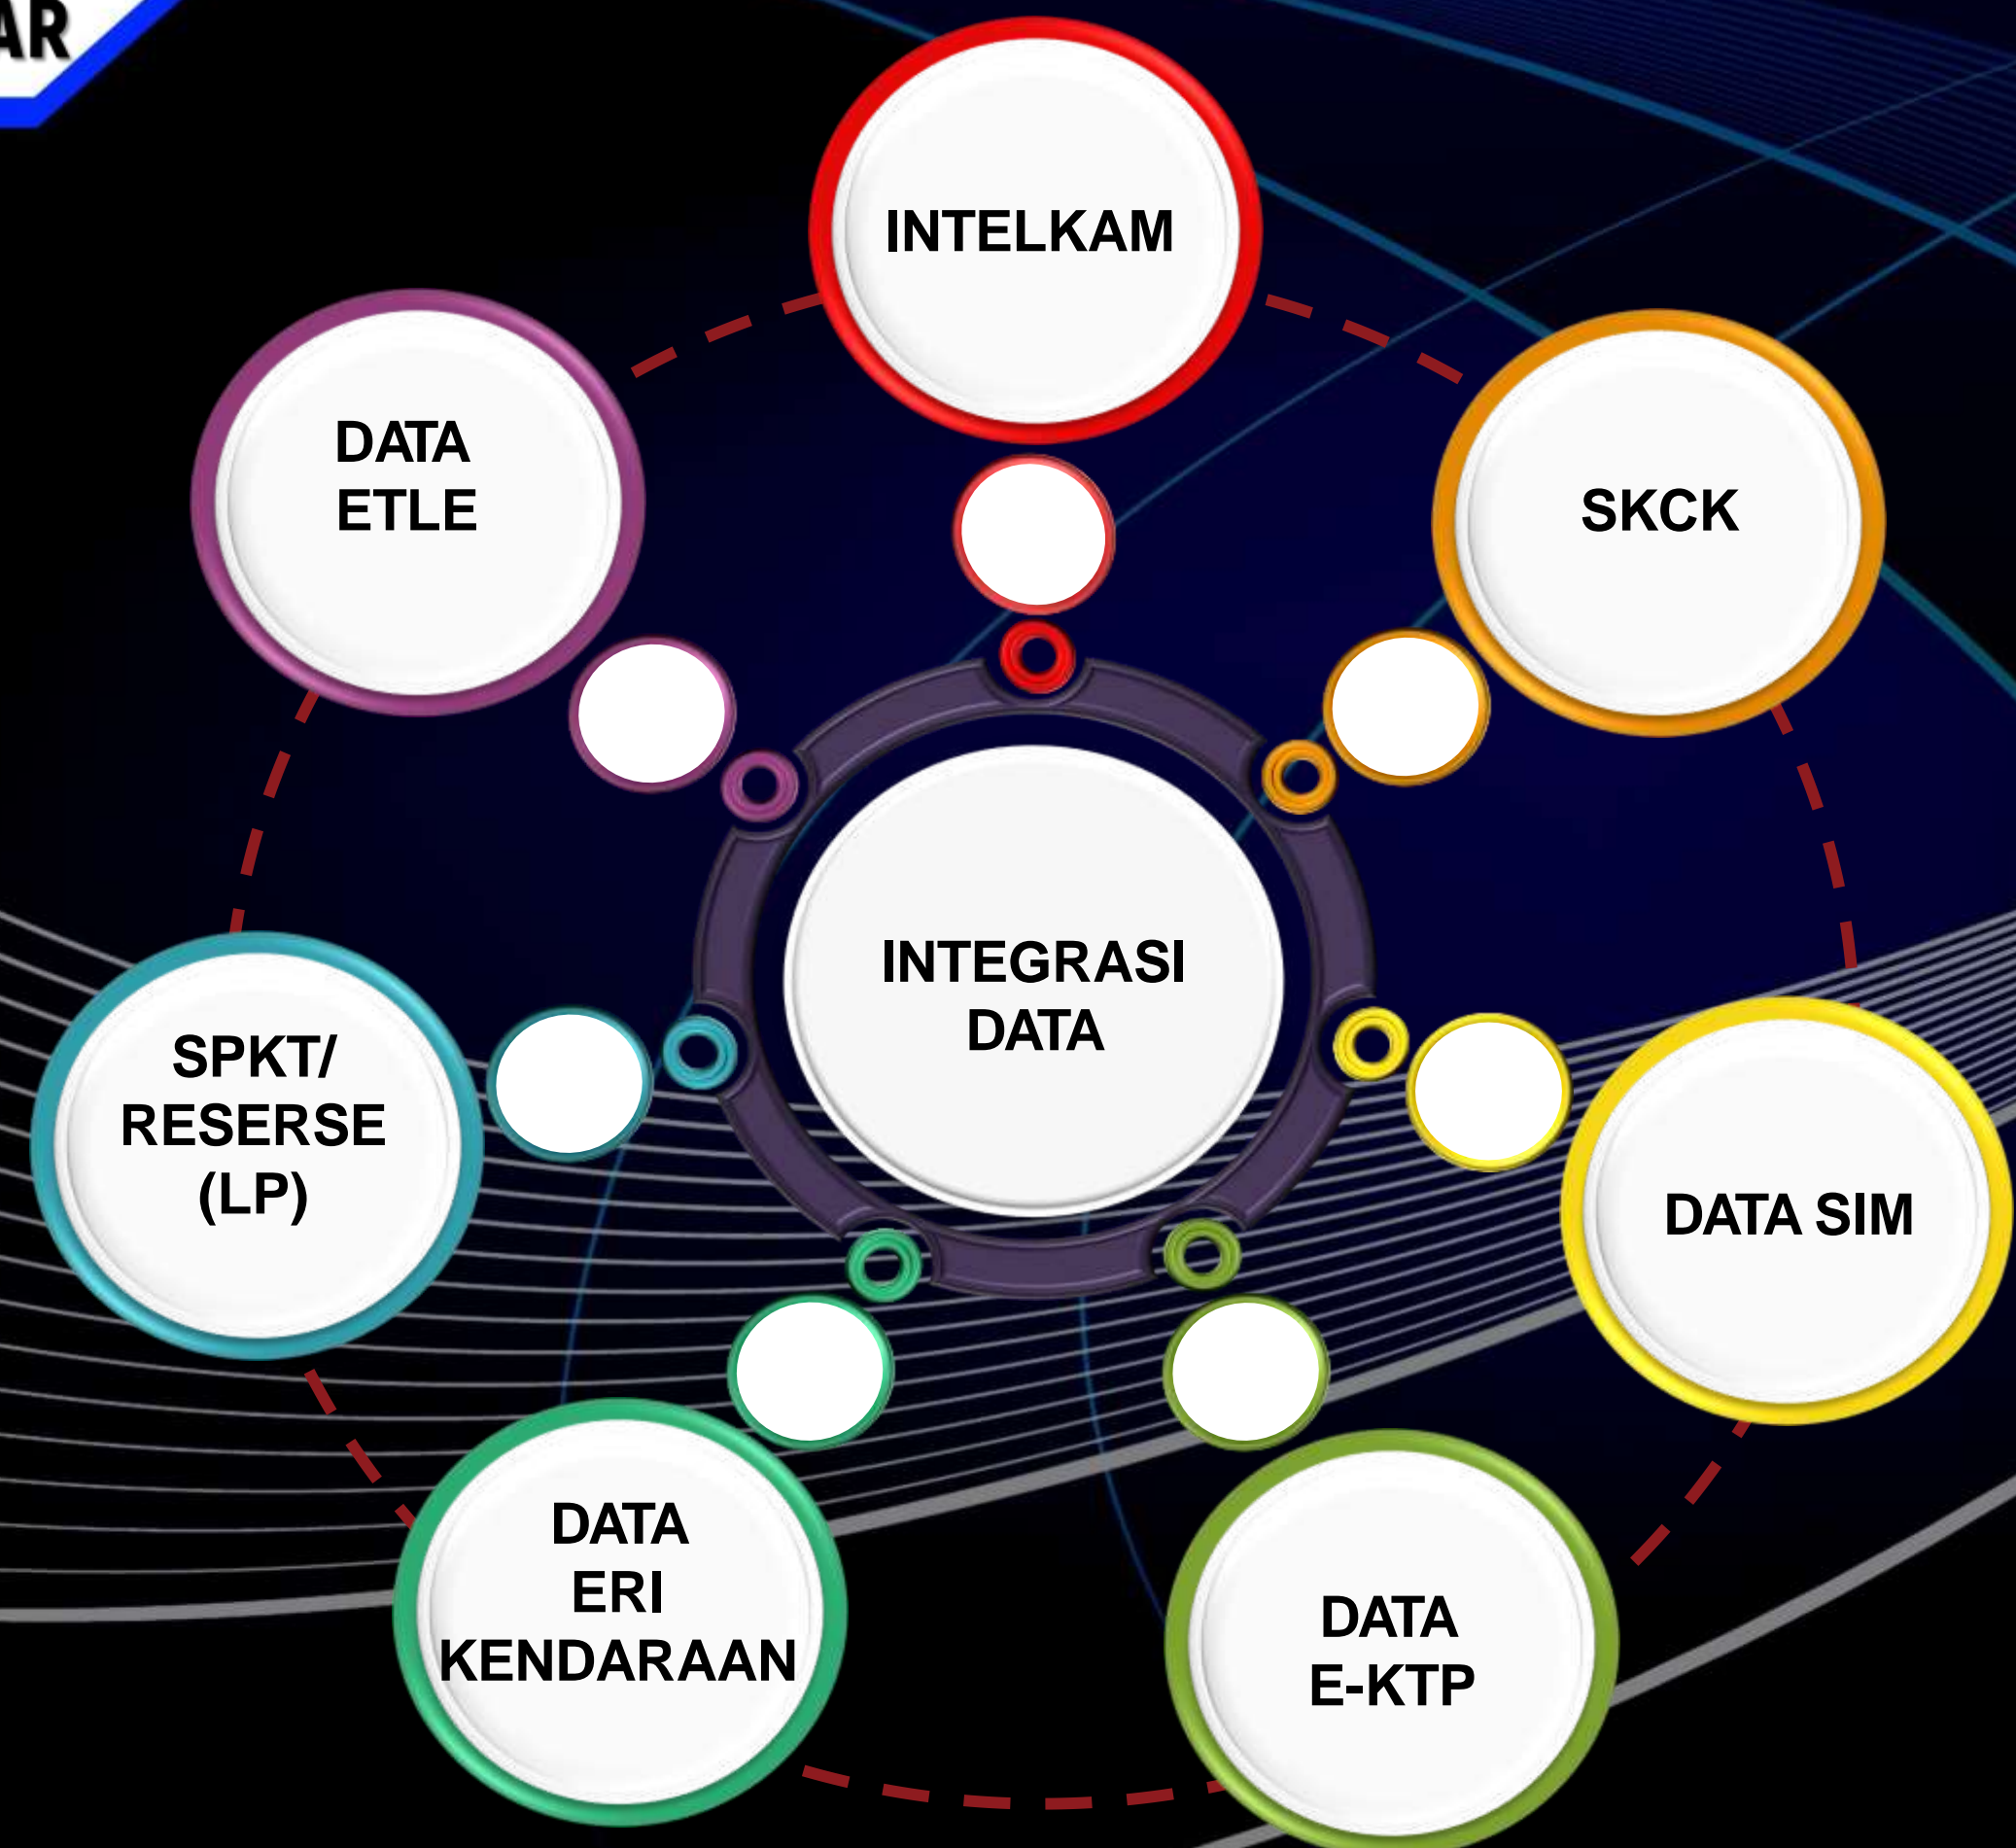 INTELKAM
DATA
ETLE
SKCK
INTEGRASI
DATA
SPKT/
RESERSE
(LP)
DATA SIM
DATA
ERI
KENDARAAN
DATA
E-KTP